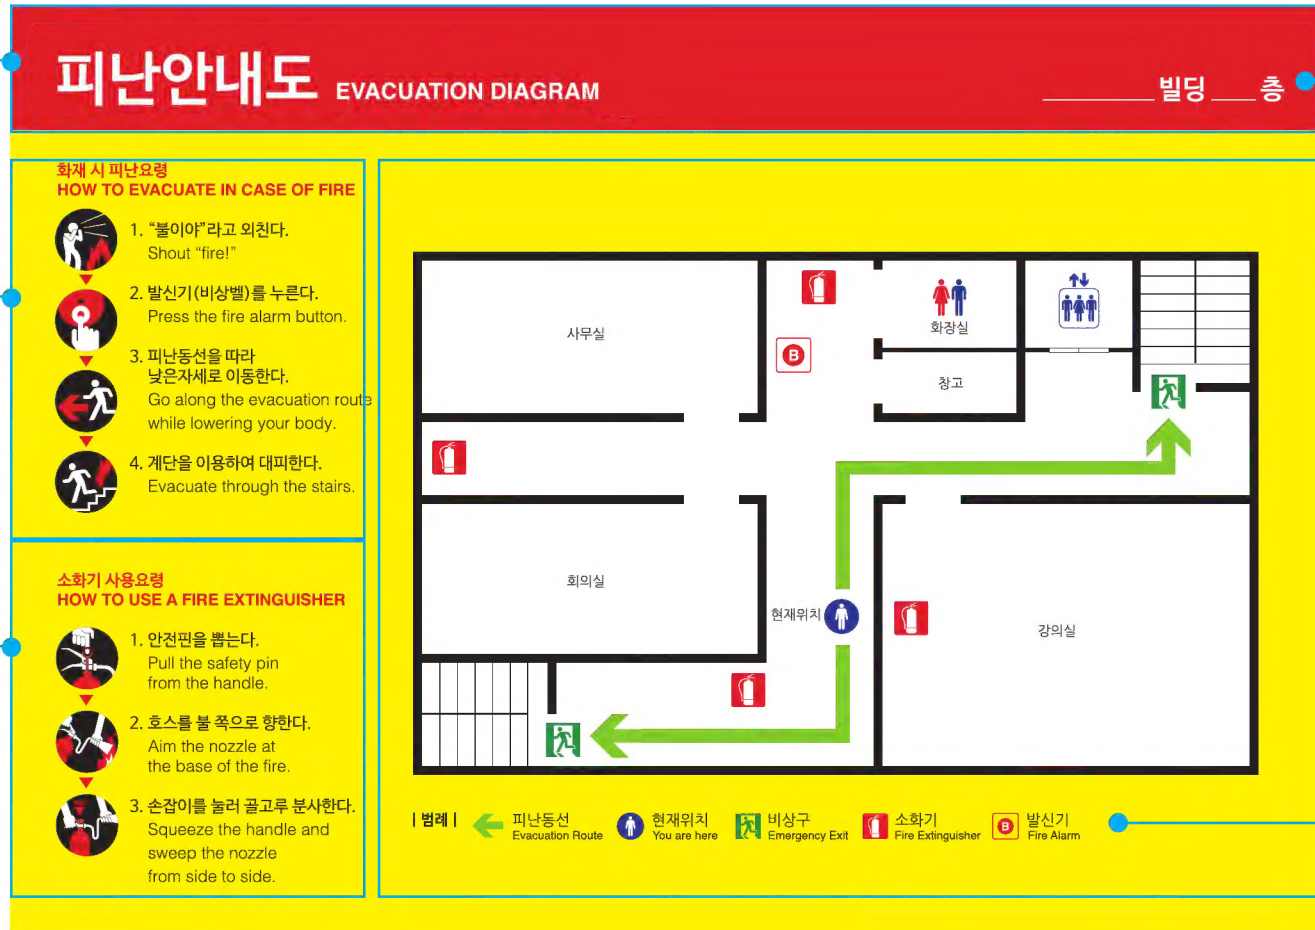 피난안내도 EVACUATION DIAGRAM
빌딩 층
화재 시 피난요령
HOW TO EVACUATE IN CASE OF FIRE
1. “불이야”라고 외친다.
Shout “fire!”
2. 발신기(비상벨)를 누른다.
Press the fire alarm button.
3. 피난동선을 따라
낮은자세로 이동한다.
Go along the evacuation route
while lowering your body.
4. 계단을 이용하여 대피한다.
Evacuate through the stairs.
소화기 사용요령
HOW TO USE A FIRE EXTINGUISHER
1. 안전핀을 뽑는다.
Pull the safety pin
from the handle.
2. 호스를 불 쪽으로 향한다.
Aim the nozzle at
the base of the fire.
3. 손잡이를 눌러 골고루 분사한다.
Squeeze the handle and
sweep the nozzle
from side to side.
사무실
화장실
B
창고
회의실
현재위치
강의실
| 범례 |
피난동선
Evacuation Route
현재위치
You are here
비상구
Emergency Exit
소화기
Fire Extinguisher
B
발신기
Fire Alarm